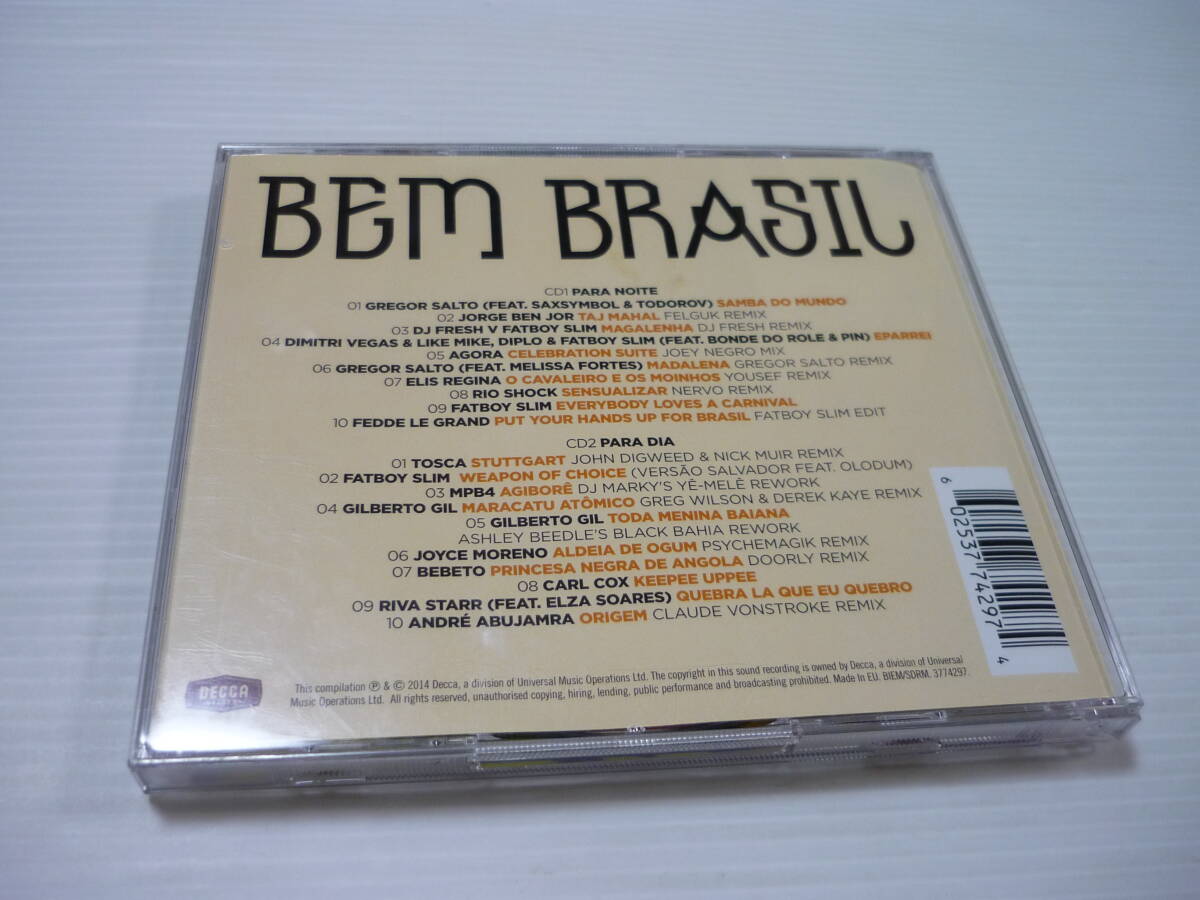 BEM BRASIL
CD1 PARA NOITE
01 GREGOR SALTO (FEAT. SAXSYMBOL & TODOROV) SAMBA DO MUNDO
02 JORGE BEN JOR TAJ MAHAL FELGUK REMIX
03 DJ FRESH V FATBOY SLIM MAGALENHA DJ FRESH REMIX
04 DIMITRI VEGAS & LIKE MIKE, DIPLO & FATBOY SLIM (FEAT. BONDE DO ROLE & PIN) EPARREI
05 AGORA CELEBRATION SUITE JOEY NEGRO MIX
06 GREGOR SALTO (FEAT. MELISSA FORTES) MADALENA GREGOR SALTO REMIX
07 ELIS REGINA O CAVALEIRO E OS MOINHOS YOUSEF REMIX
08 RIO SHOCK SENSUALIZAR NERVO REMIX
09 FATBOY SLIM EVERYBODY LOVES A CARNIVAL
10 FEDDE LE GRAND PUT YOUR HANDS UP FOR BRASIL FATBOY SLIM EDIT
CD2 PARA DIA
01 TOSCA STUTTGART JOHN DIGWEED & NICK MUIR REMIX
02 FATBOY SLIM WEAPON OF CHOICE (VERSÃO SALVADOR FEAT. OLODUM)
03 MPB4 AGIBORÊ DJ MARKY'S YÊ-MELÊ REWORK
04 GILBERTO GIL MARACATU ATÔMICO GREG WILSON & DEREK KAYE REMIX
05 GILBERTO GIL TODA MENINA BAIANA
ASHLEY BEEDLE'S BLACK BAHIA REWORK
06 JOYCE MORENO ALDEIA DE OGUM PSYCHEMAGIK REMIX
07 BEBETO PRINCESA NEGRA DE ANGOLA DOORLY REMIX
08 CARL COX KEEPEE UPPEE
09 RIVA STARR (FEAT. ELZA SOARES) QUEBRA LA QUE EU QUEBRO
10 ANDRÉ ABUJAMRA ORIGEM CLAUDE VONSTROKE REMIX
6 02537 74297 4
DECCA
This compilation ℗ & © 2014 Decca, a division of Universal Music Operations Ltd. The copyright in this sound recording is owned by Decca, a division of Universal
Music Operations Ltd. All rights reserved, unauthorised copying, hiring, lending, public performance and broadcasting prohibited. Made in EU. BIEM/SDRM. 3774297.